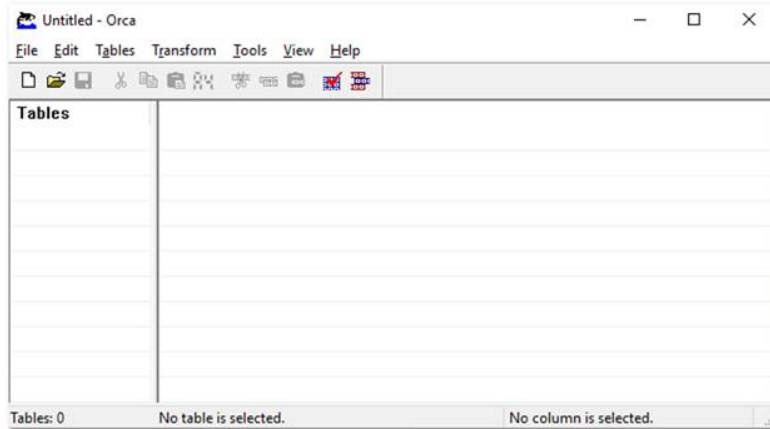 Untitled - Orca
File Edit Tables Transform Tools View Help
Tables
Tables: 0 No table is selected. No column is selected.